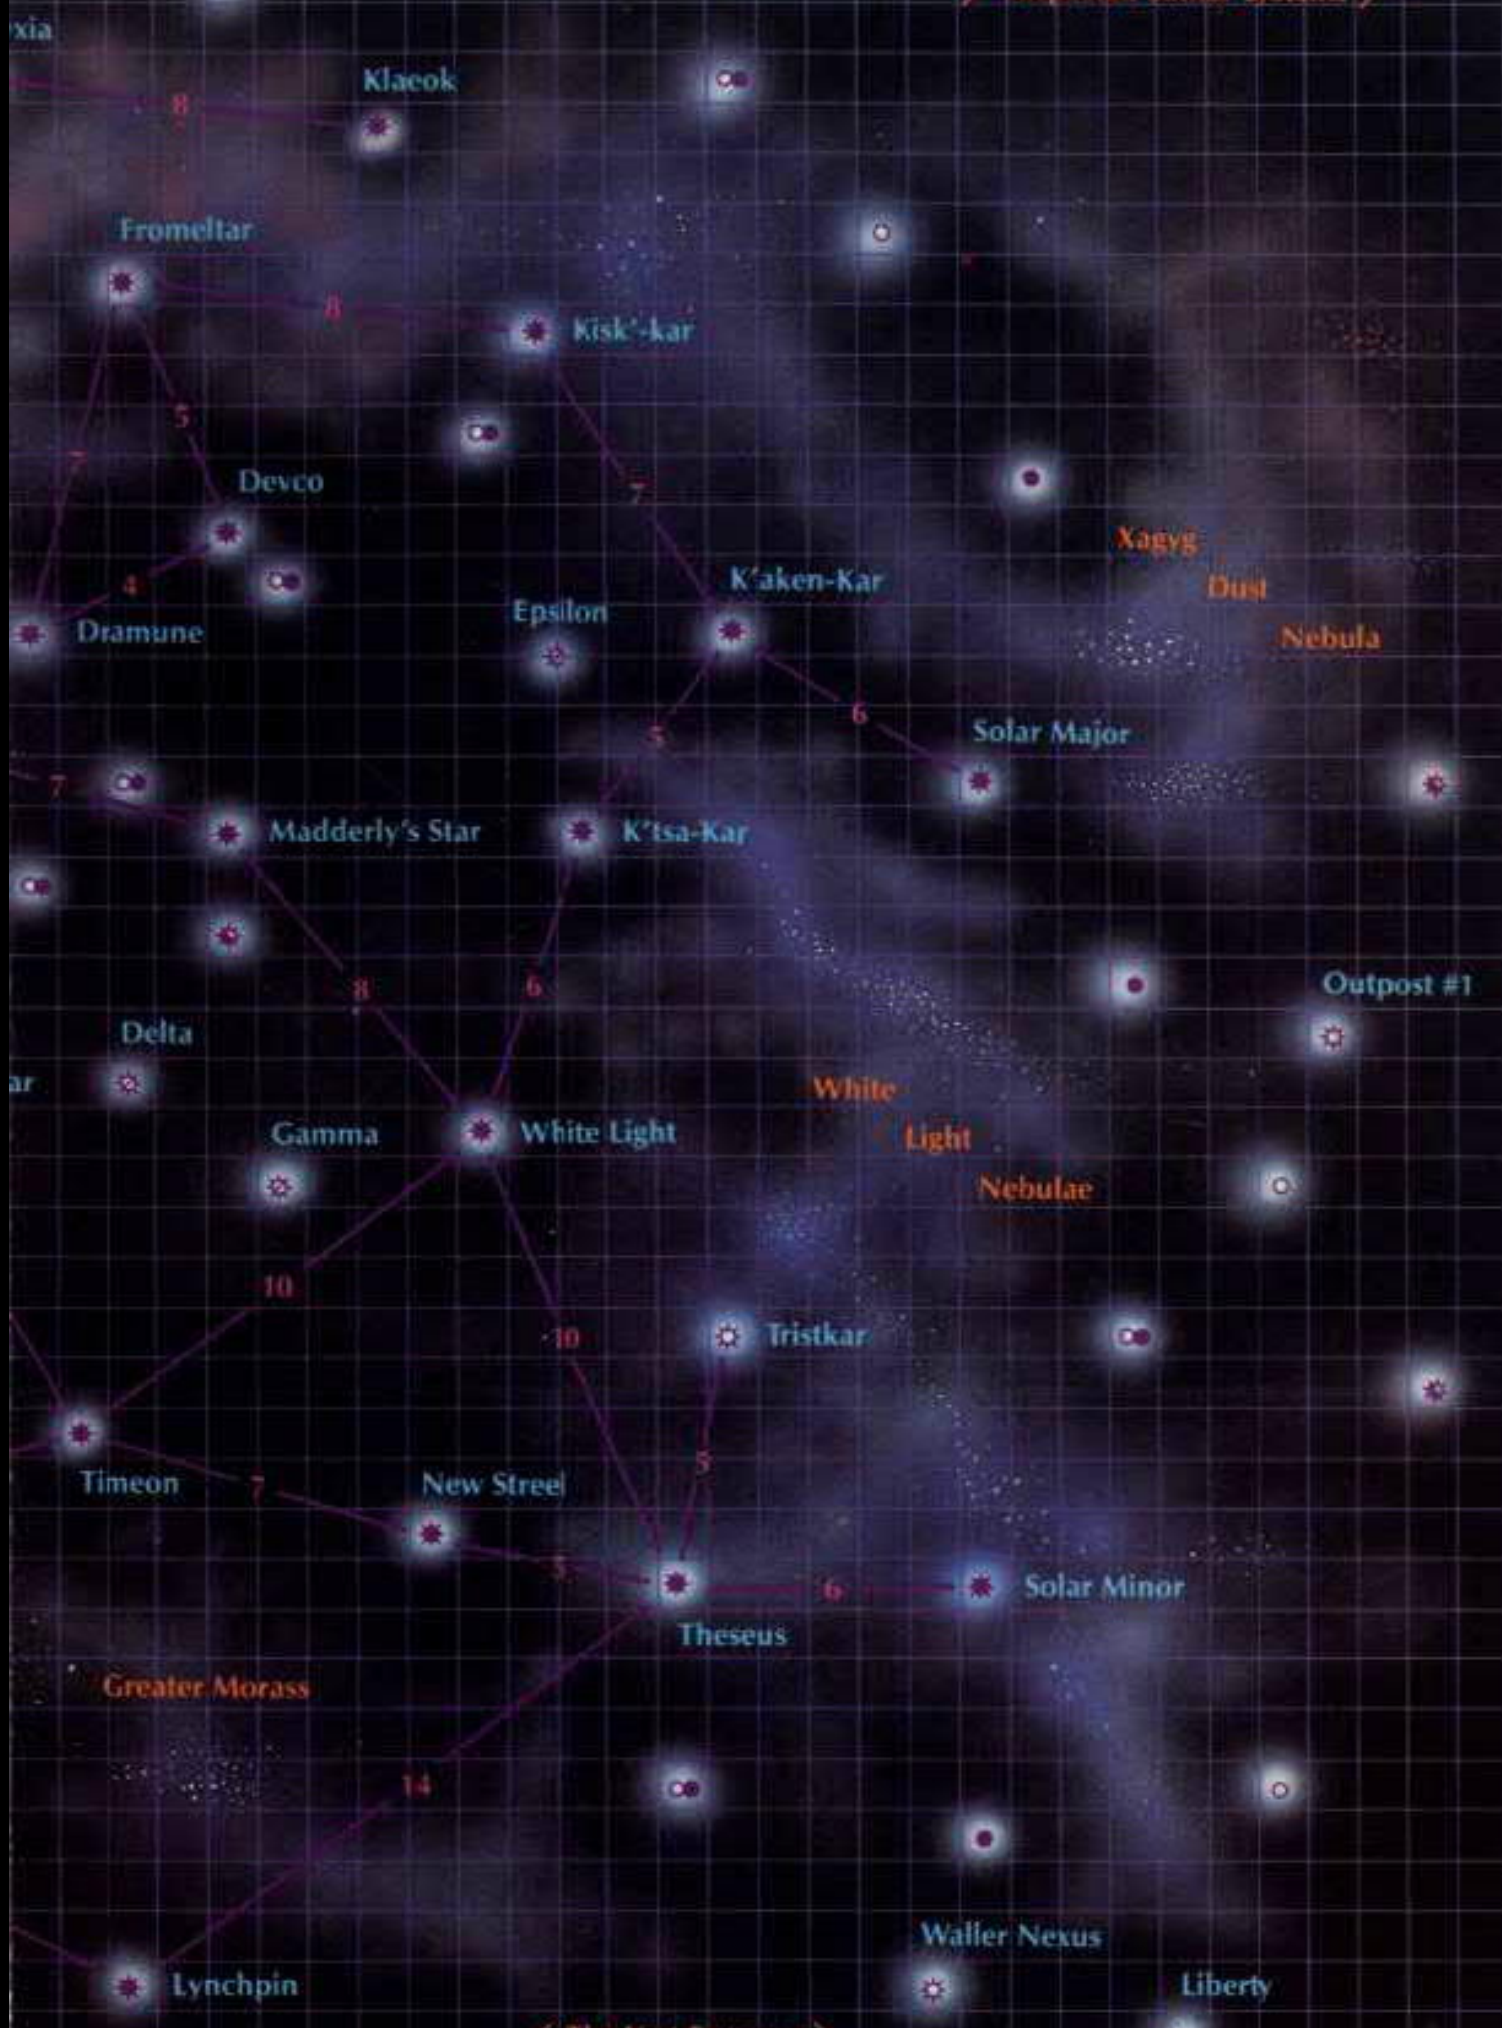 Klaeok
8
Fromeltar
8
Kisk'-kar
5
7
7
Devco
Xagyg
K'aken-Kar
4
Dust
Epsilon
Dramune
Nebula
6
5
Solar Major
7
Madderly's Star
K'tsa-Kar
8
6
Outpost #1
Delta
ar
White
Gamma
White Light
Light
Nebulae
10
10
Tristkar
5
Timeon
7
New Streel
6
Solar Minor
Theseus
Greater Morass
14
Lynchpin
Waller Nexus
Liberty